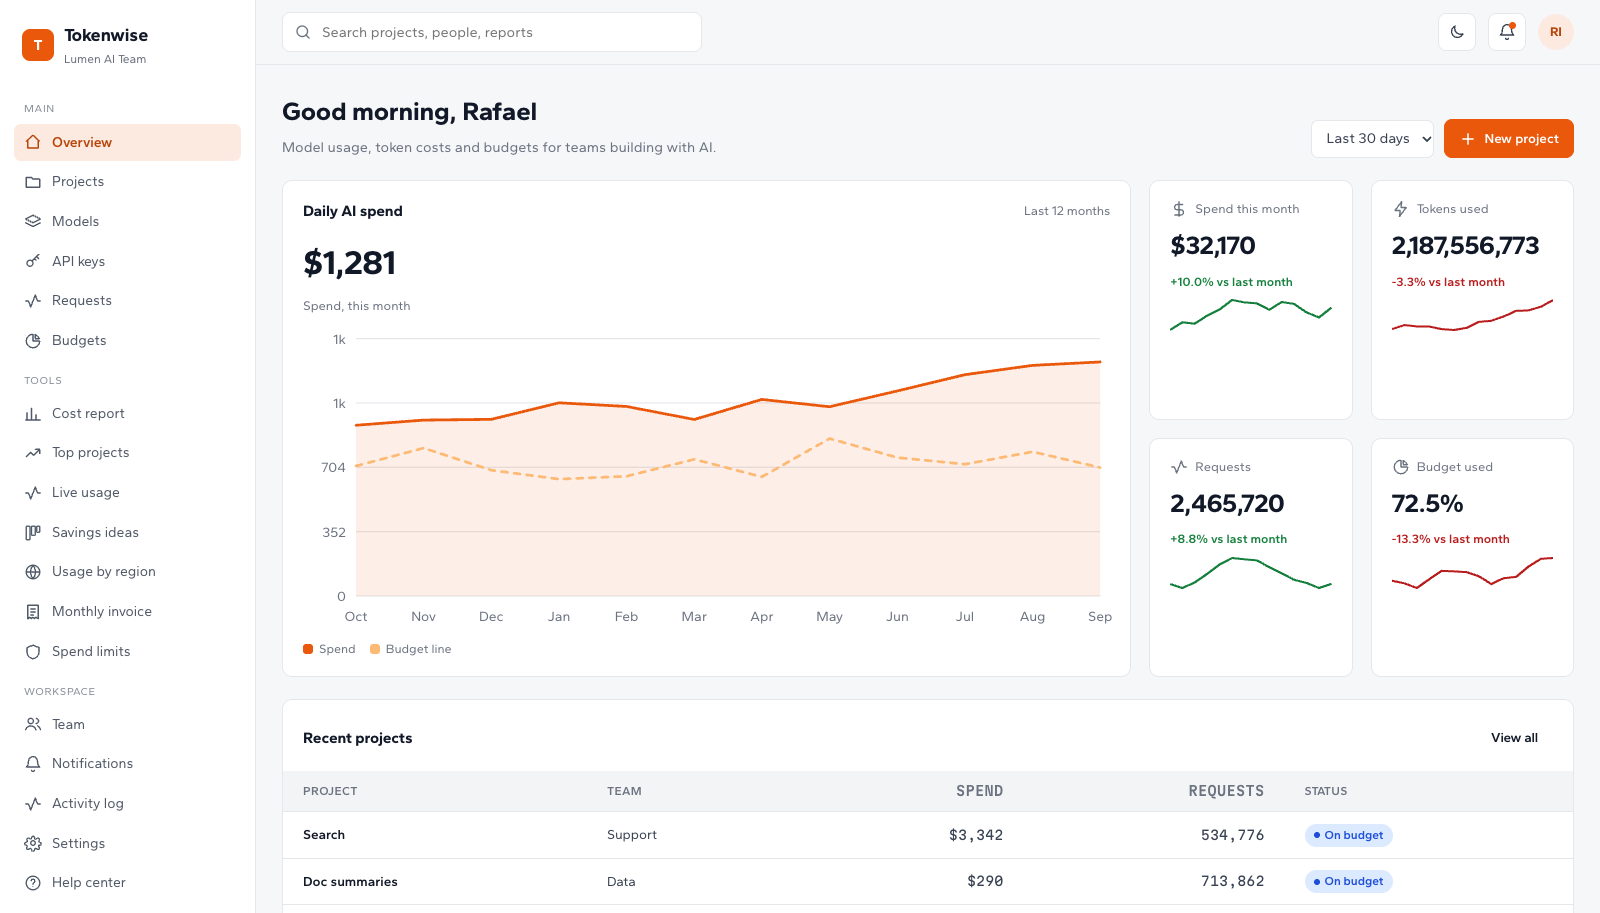 T
Tokenwise
Lumen AI Team
MAIN
Overview
Projects
Models
API keys
Requests
Budgets
TOOLS
Cost report
Top projects
Live usage
Savings ideas
Usage by region
Monthly invoice
Spend limits
WORKSPACE
Team
Notifications
Activity log
Settings
Help center
Search projects, people, reports
RI
Good morning, Rafael
Model usage, token costs and budgets for teams building with AI.
Last 30 days
New project
Daily AI spend
Last 12 months
$1,281
Spend, this month
1k
1k
704
352
0
Oct Nov Dec Jan Feb Mar Apr May Jun Jul Aug Sep
Spend Budget line
Spend this month
$32,170
+10.0% vs last month
Tokens used
2,187,556,773
-3.3% vs last month
Requests
2,465,720
+8.8% vs last month
Budget used
72.5%
-13.3% vs last month
Recent projects
View all
PROJECT TEAM SPEND REQUESTS STATUS
Search Support $3,342 534,776 On budget
Doc summaries Data $290 713,862 On budget